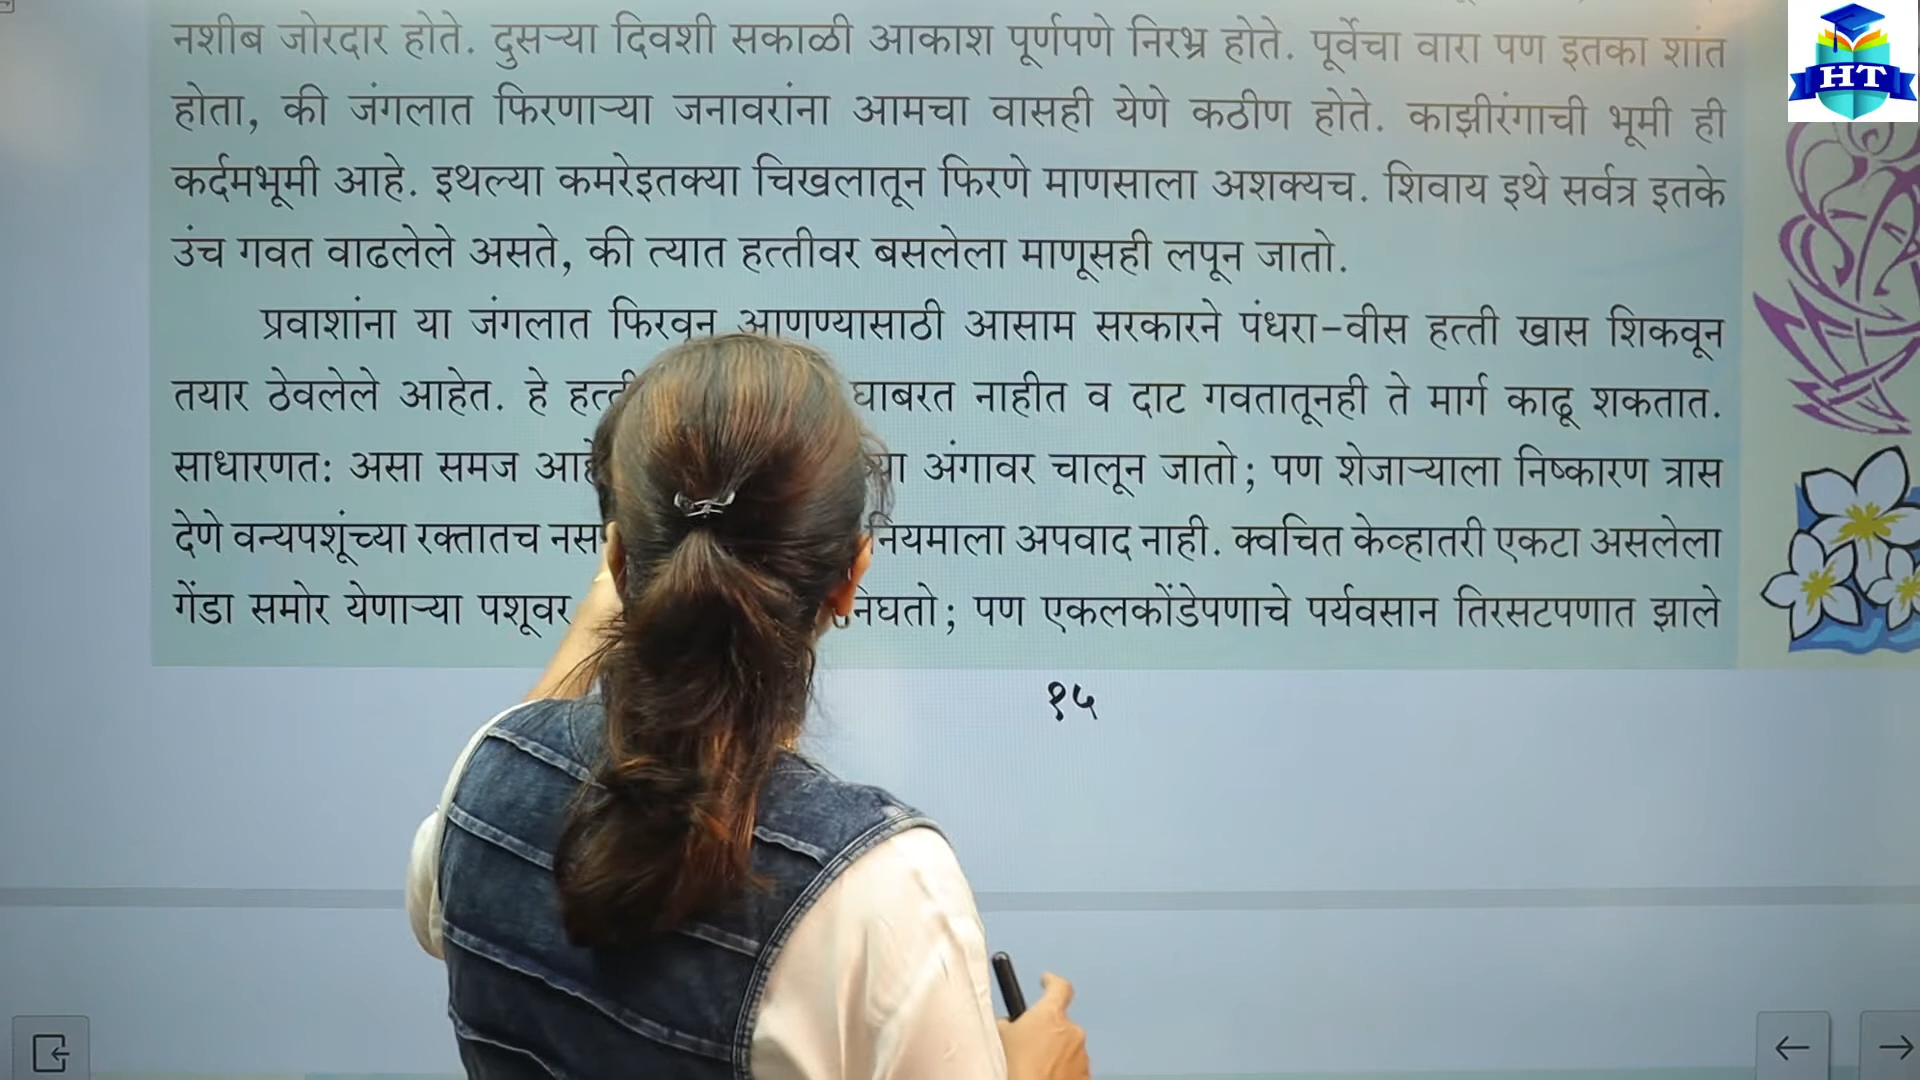 नशीब जोरदार होते. दुसऱ्या दिवशी सकाळी आकाश पूर्णपणे निरभ्र होते. पूर्वेचा वारा पण इतका शांत
होता, की जंगलात फिरणाऱ्या जनावरांना आमचा वासही येणे कठीण होते. काझीरंगाची भूमी ही
कर्दमभूमी आहे. इथल्या कमरेइतक्या चिखलातून फिरणे माणसाला अशक्यच. शिवाय इथे सर्वत्र इतके
उंच गवत वाढलेले असते, की त्यात हत्तीवर बसलेला माणूसही लपून जातो.
प्रवाशांना या जंगलात फिरवून आणण्यासाठी आसाम सरकारने पंधरा-वीस हत्ती खास शिकवून
तयार ठेवलेले आहेत. हे घाबरत नाहीत व दाट गवतातूनही ते मार्ग काढू शकतात.
साधारणत: असा समज अंगावर चालून जातो; पण शेजाऱ्याला निष्कारण त्रास
देणे वन्यपशूंच्या रक्तातच नियमाला अपवाद नाही. क्वचित केव्हातरी एकटा असलेला
गेंडा समोर येणाऱ्या पशूवर निघतो; पण एकलकोंडेपणाचे पर्यवसान तिरसटपणात झाले
१५
HT